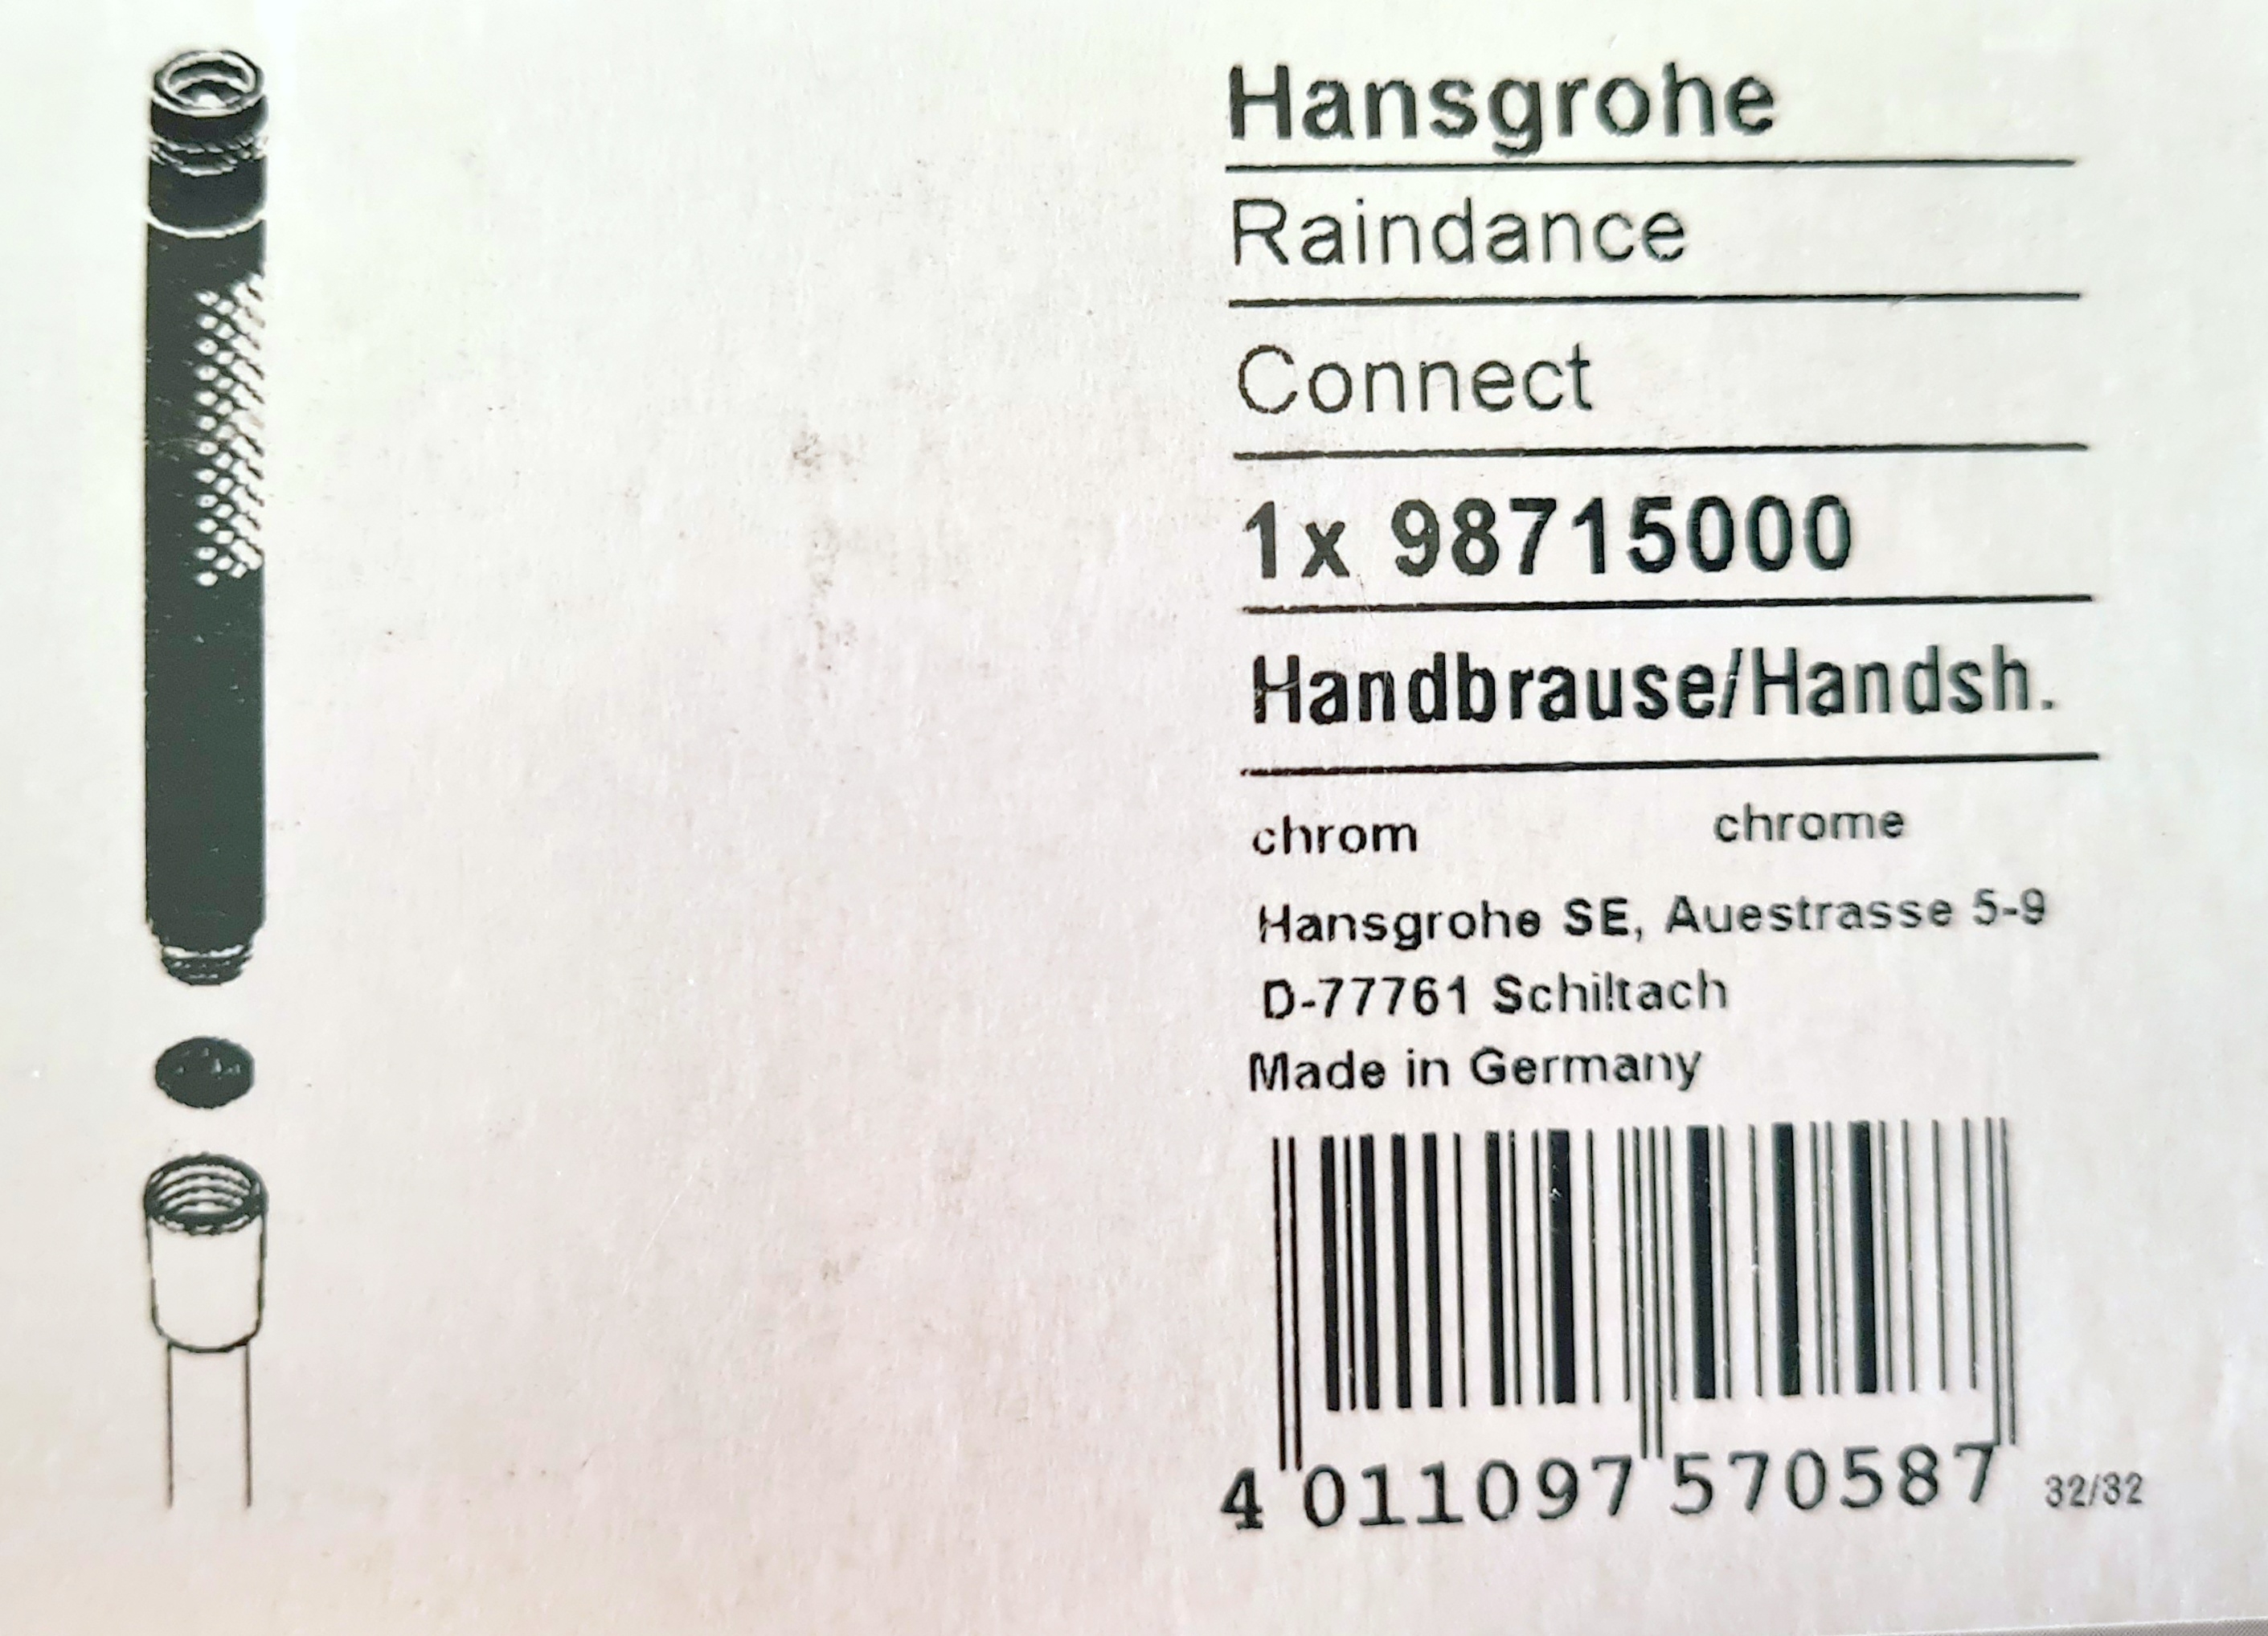 Hansgrohe
Raindance
Connect
1x 98715000
Handbrause/Handsh.
chrom chrome
Hansgrohe SE, Auestrasse 5-9
D-77761 Schiltach
Made in Germany
4 011097 570587 32/32